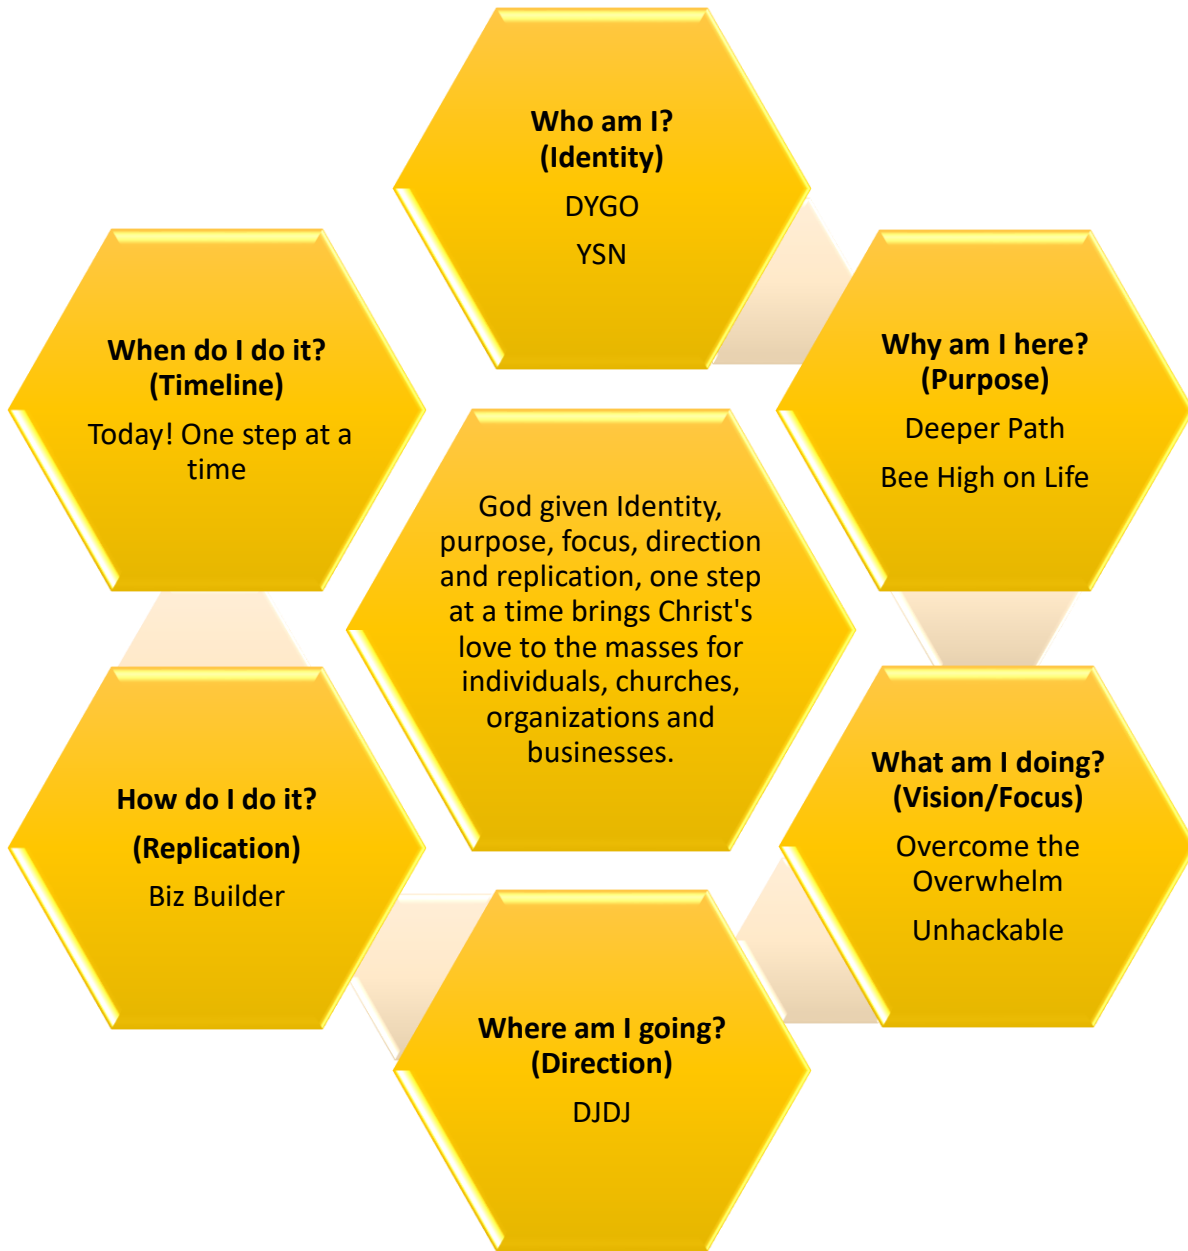 Who am I?
(Identity)
DYGO
YSN
Why am I here?
(Purpose)
Deeper Path
Bee High on Life
What am I doing?
(Vision/Focus)
Overcome the
Overwhelm
Unhackable
Where am I going?
(Direction)
DJDJ
How do I do it?
(Replication)
Biz Builder
When do I do it?
(Timeline)
Today! One step at a
time
God given Identity,
purpose, focus, direction
and replication, one step
at a time brings Christ's
love to the masses for
individuals, churches,
organizations and
businesses.